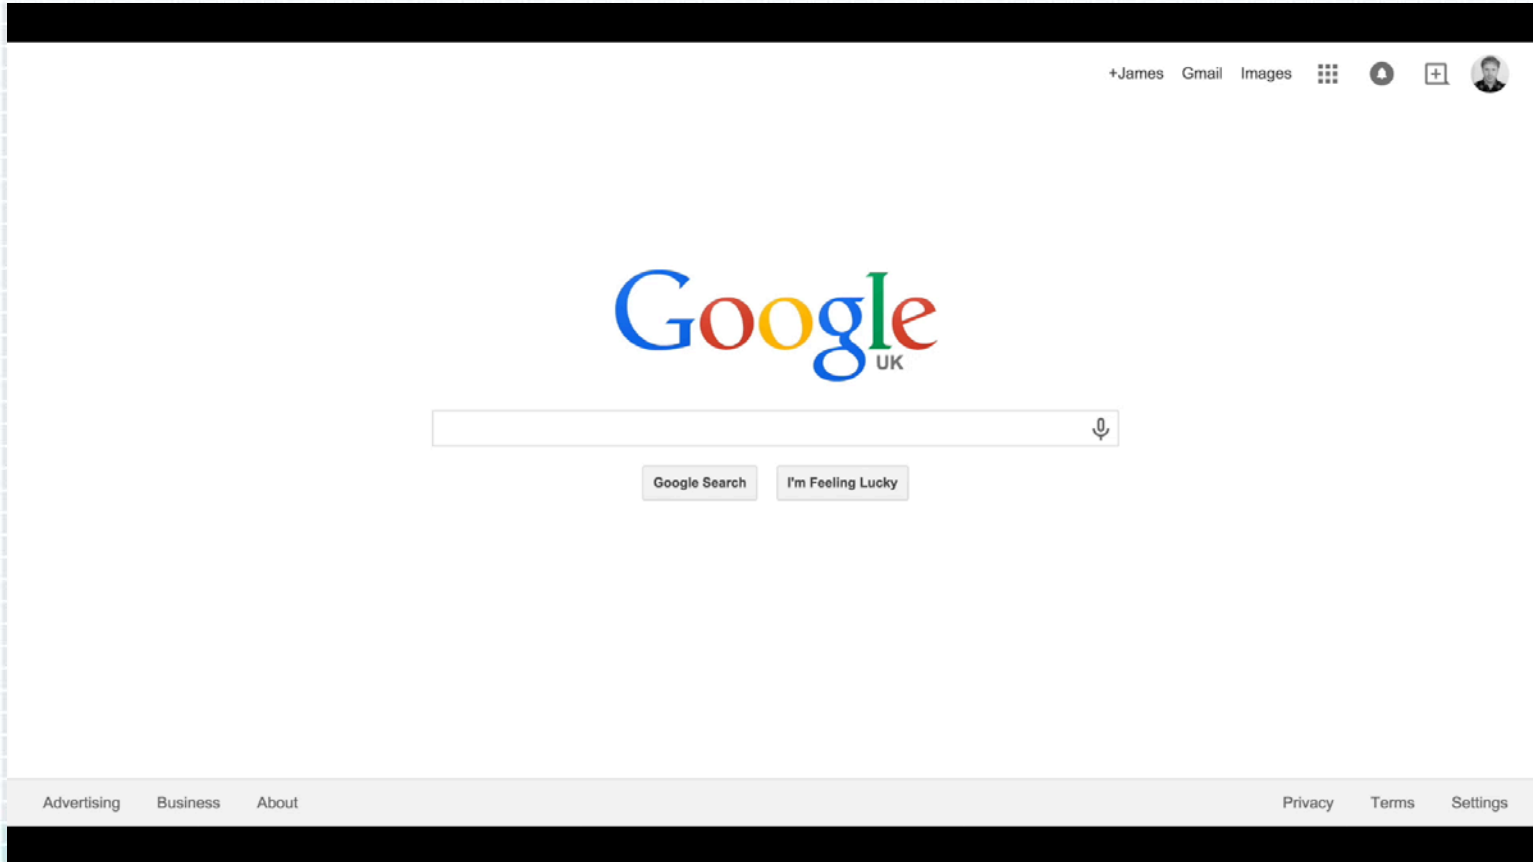 +James Gmail Images
Google
UK
Google Search I'm Feeling Lucky
Advertising Business About Privacy Terms Settings